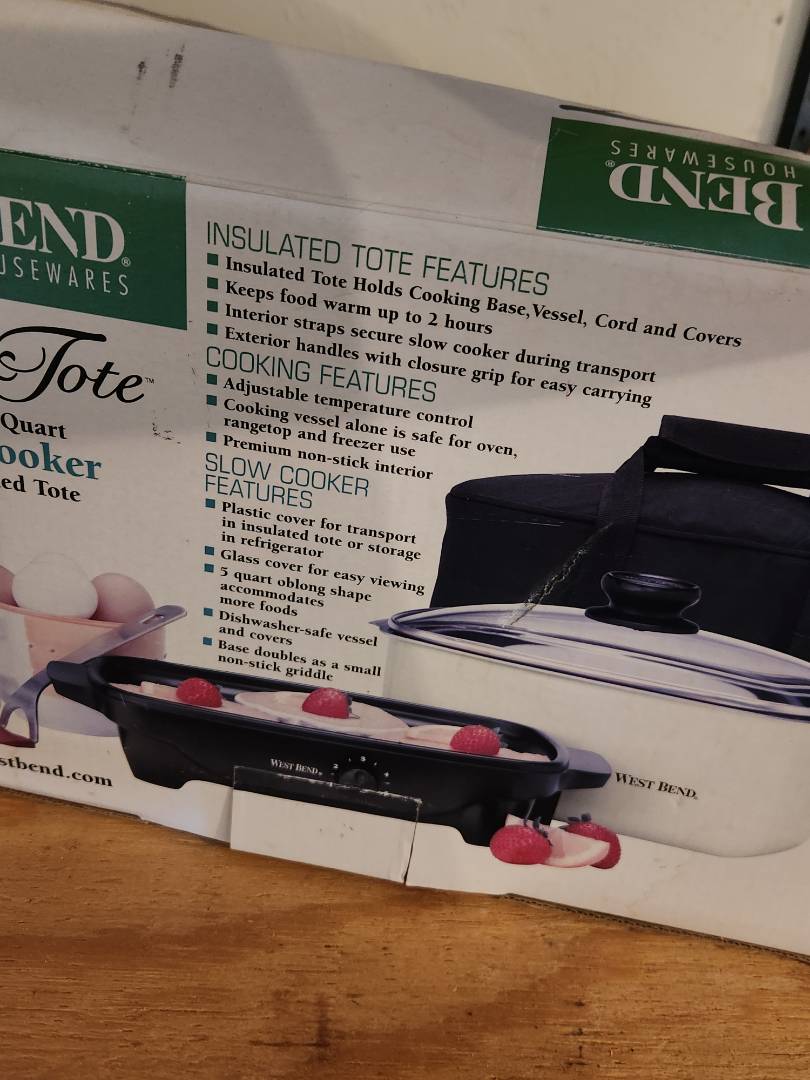 BEND
HOUSEWARES
END®
USEWARES
Tote™
Quart
ooker
ed Tote
stbend.com
INSULATED TOTE FEATURES
■ Insulated Tote Holds Cooking Base, Vessel, Cord and Covers
■ Keeps food warm up to 2 hours
■ Interior straps secure slow cooker during transport
■ Exterior handles with closure grip for easy carrying
COOKING FEATURES
■ Adjustable temperature control
■ Cooking vessel alone is safe for oven,
rangetop and freezer use
■ Premium non-stick interior
SLOW COOKER
FEATURES
■ Plastic cover for transport
in insulated tote or storage
in refrigerator
■ Glass cover for easy viewing
■ 5 quart oblong shape
accommodates
more foods
■ Dishwasher-safe vessel
and covers
■ Base doubles as a small
non-stick griddle
WEST BEND® 2 3 4
WEST BEND®